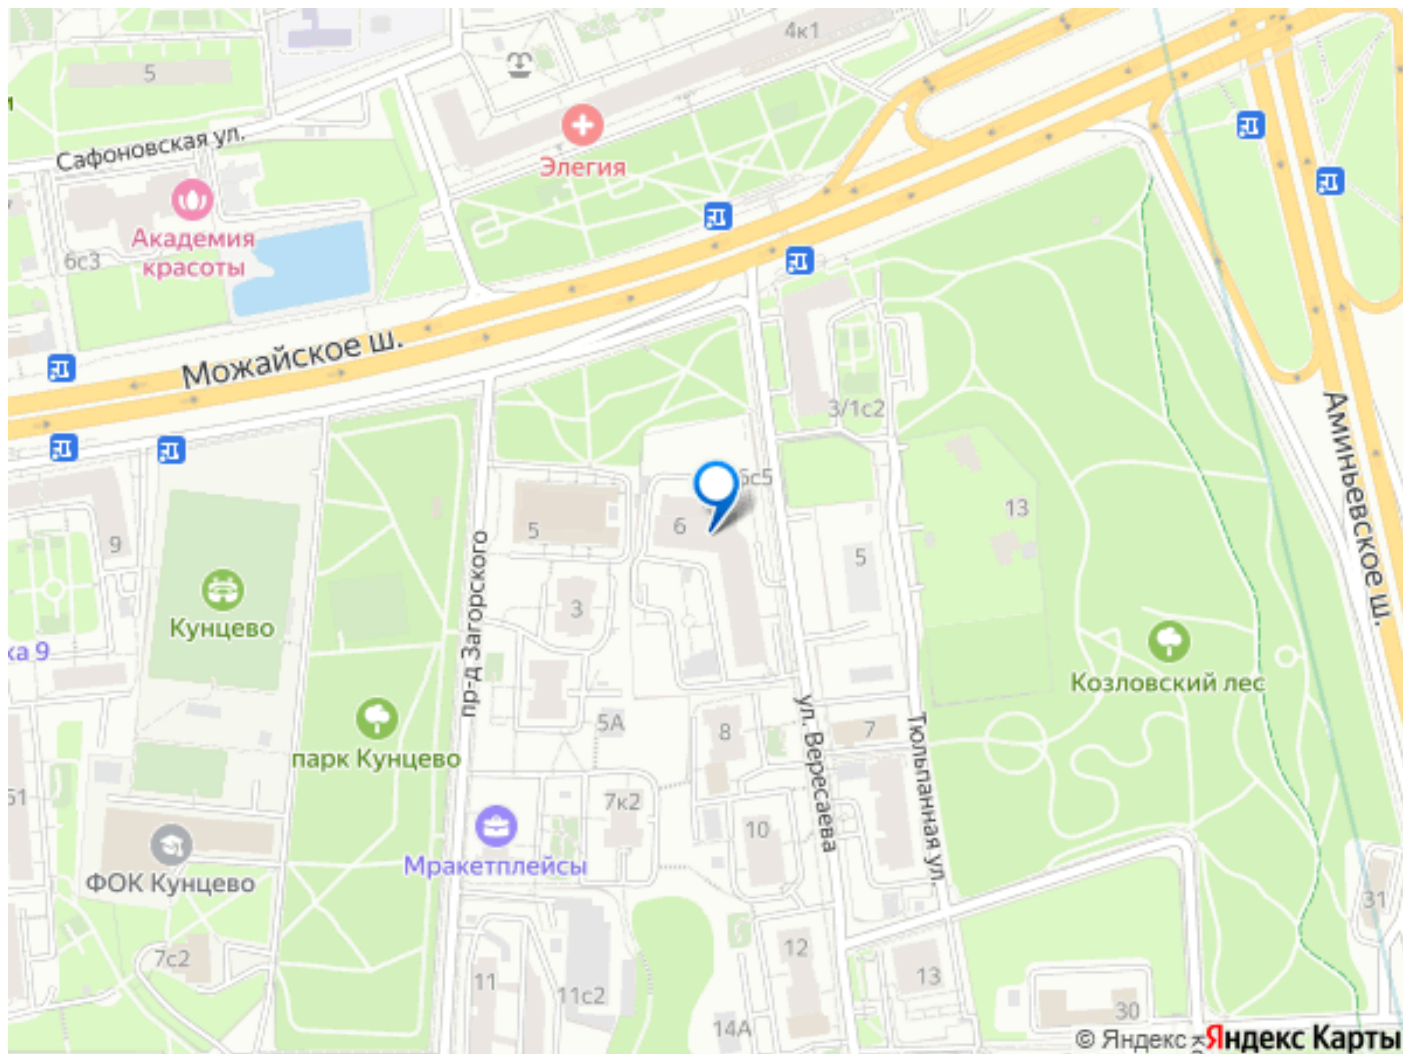 4к1
5
Сафоновская ул.
Элегия
Академия
красоты
6с3
Можайское ш.
3/1с2
Аминьевское ш.
6с5
13
5
6
9
5
Кунцево
3
пр-д Загорского
ка 9
Козловский лес
5А
8
7
ул. Вересаева
Тюльпанная ул.
парк Кунцево
7к2
10
Мракетплейсы
ФОК Кунцево
31
7с2
12
13
11
11с2
30
14А
© Яндекс
Яндекс Карты